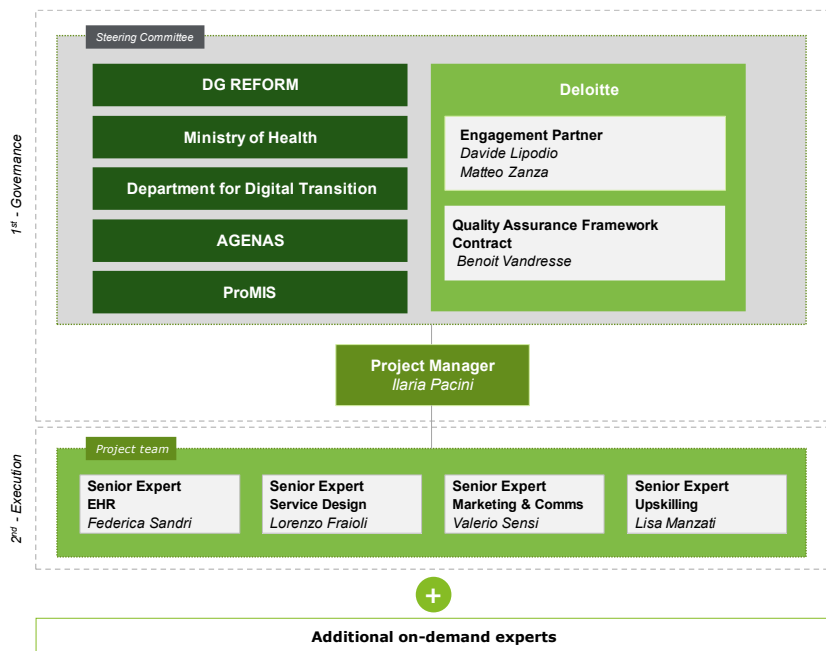 1st - Governance
Steering Committee
DG REFORM
Ministry of Health
Department for Digital Transition
AGENAS
ProMIS
Deloitte
Engagement Partner
Davide Lipodio
Matteo Zanza
Quality Assurance Framework
Contract
Benoit Vandresse
Project Manager
Ilaria Pacini
2nd - Execution
Project team
Senior Expert
EHR
Federica Sandri
Senior Expert
Service Design
Lorenzo Fraioli
Senior Expert
Marketing & Comms
Valerio Sensi
Senior Expert
Upskilling
Lisa Manzati
+
Additional on-demand experts